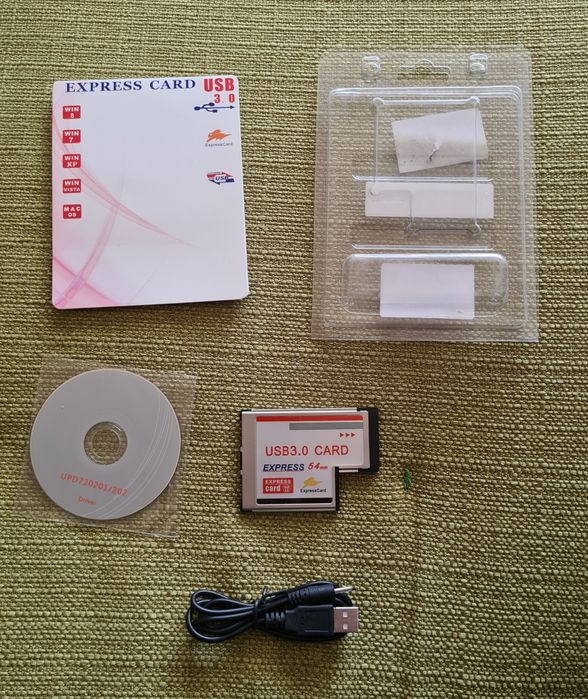 EXPRESS CARD USB
3.0
WIN
8
WIN
7
ExpressCard
WIN
XP
USB
WIN
VISTA
MAC
OS
UPD720201/202
Driver
USB3.0 CARD
EXPRESS 54mm
EXPRESS
card
ExpressCard